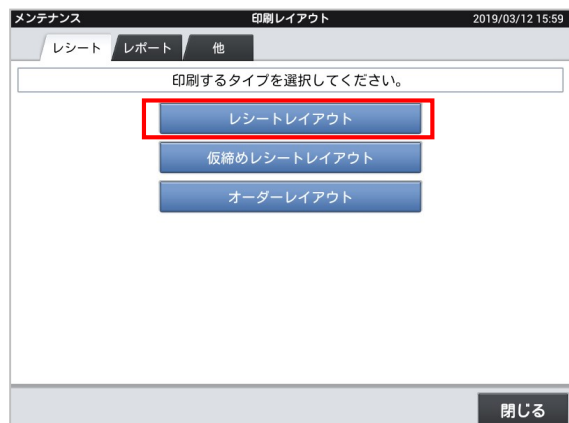 メンテナンス 印刷レイアウト 2019/03/12 15:59
レシート レポート 他
印刷するタイプを選択してください。
レシートレイアウト
仮締めレシートレイアウト
オーダーレイアウト
閉じる